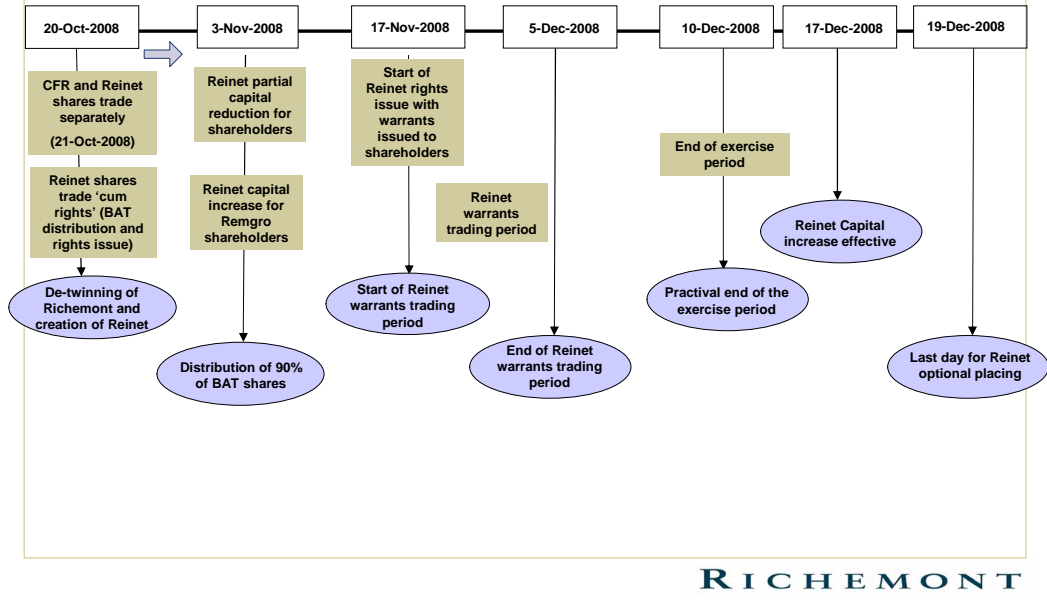 20-Oct-2008
3-Nov-2008
17-Nov-2008
5-Dec-2008
10-Dec-2008
17-Dec-2008
19-Dec-2008
CFR and Reinet
shares trade
separately
(21-Oct-2008)
Reinet shares
trade ‘cum
rights’ (BAT
distribution and
rights issue)
De-twinning of
Richemont and
creation of Reinet
Reinet partial
capital
reduction for
shareholders
Reinet capital
increase for
Remgro
shareholders
Distribution of 90%
of BAT shares
Start of
Reinet rights
issue with
warrants
issued to
shareholders
Start of Reinet
warrants trading
period
Reinet
warrants
trading period
End of Reinet
warrants trading
period
End of exercise
period
Practival end of the
exercise period
Reinet Capital
increase effective
Last day for Reinet
optional placing
RICHEMONT